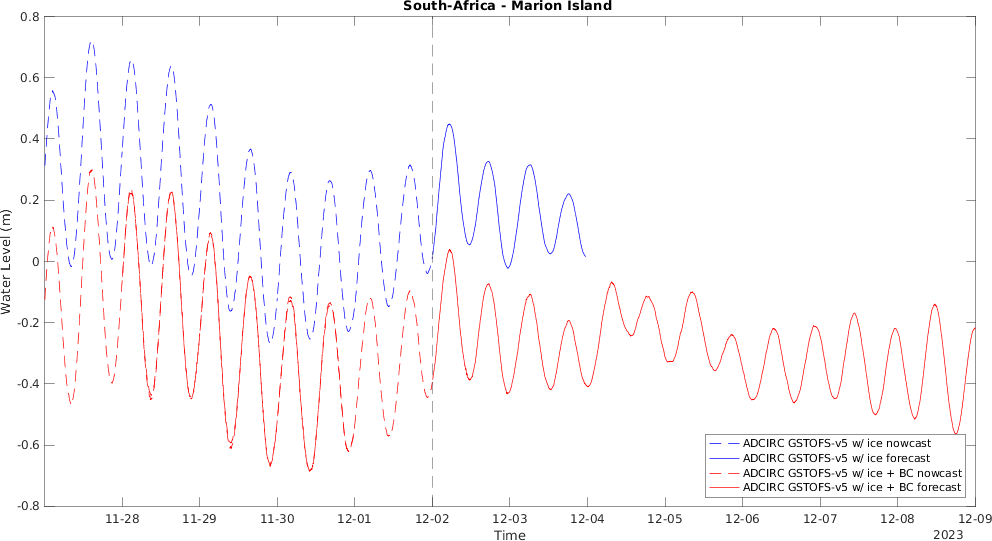 South-Africa - Marion Island
Water Level (m)
0.8
0.6
0.4
0.2
0
-0.2
-0.4
-0.6
-0.8
ADCIRC GSTOFS-v5 w/ ice nowcast
ADCIRC GSTOFS-v5 w/ ice forecast
ADCIRC GSTOFS-v5 w/ ice + BC nowcast
ADCIRC GSTOFS-v5 w/ ice + BC forecast
11-28 11-29 11-30 12-01 12-02 12-03 12-04 12-05 12-06 12-07 12-08 12-09
Time
2023